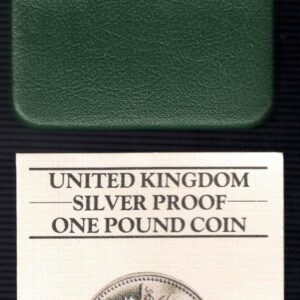 UNITED KINGDOM
SILVER PROOF
ONE POUND COIN